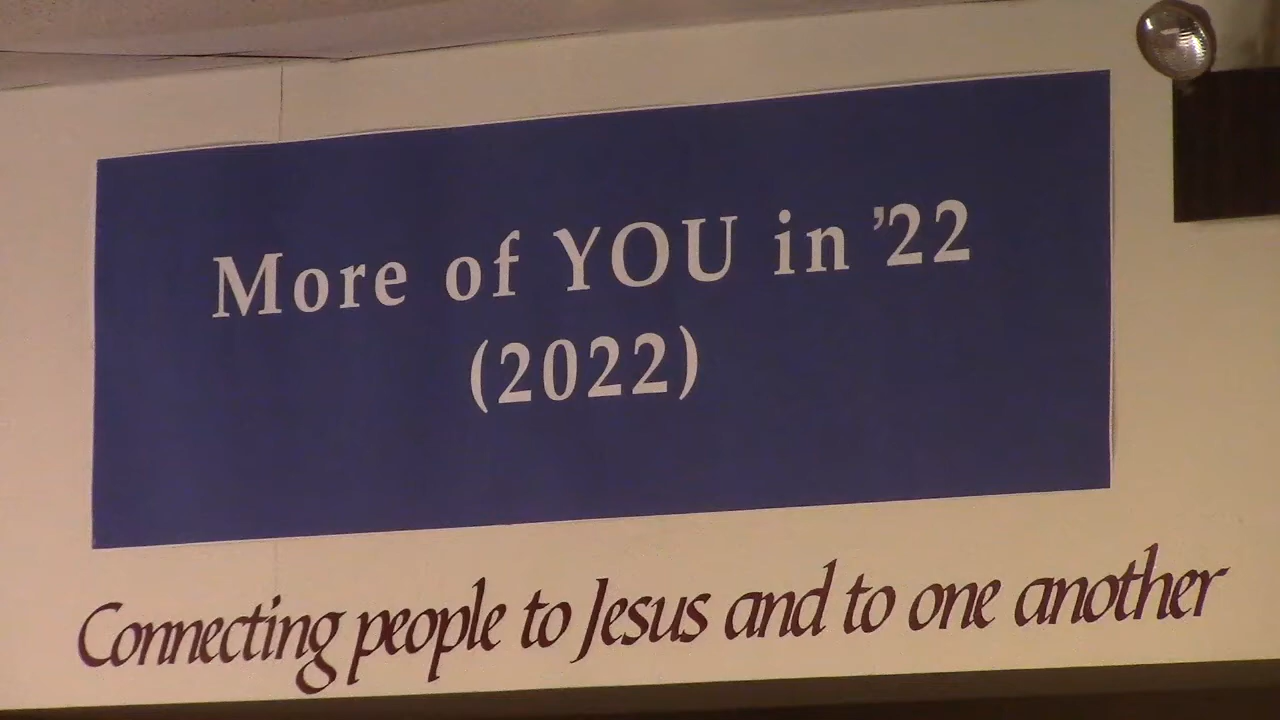 More of YOU in '22
(2022)
Connecting people to Jesus and to one another